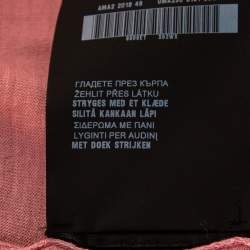 ГЛАДЕТЕ ПРЕЗ КЪРПА
ŽEHLIT PŘES LÁTKU
STRYGES MED ET KLÆDE
SILITÄ KANKAAN LÄPI
ΣΙΔΕΡΩΜΑ ΜΕ ΠΑΝΙ
LYGINTI PER AUDINĮ
MET DOEK STRIJKEN